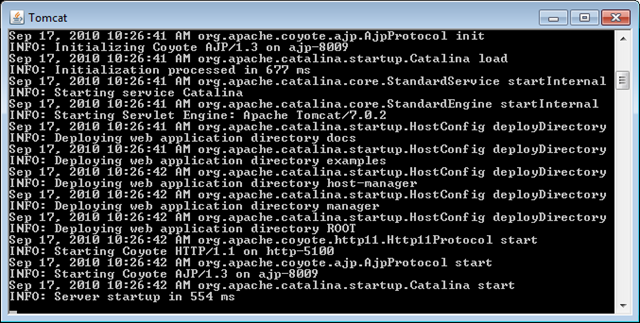 Tomcat
Sep 17, 2010 10:26:41 AM org.apache.coyote.ajp.AjpProtocol init
INFO: Initializing Coyote AJP/1.3 on ajp-8009
Sep 17, 2010 10:26:41 AM org.apache.catalina.startup.Catalina load
INFO: Initialization processed in 677 ms
Sep 17, 2010 10:26:41 AM org.apache.catalina.core.StandardService startInternal
INFO: Starting service Catalina
Sep 17, 2010 10:26:41 AM org.apache.catalina.core.StandardEngine startInternal
INFO: Starting Servlet Engine: Apache Tomcat/7.0.2
Sep 17, 2010 10:26:41 AM org.apache.catalina.startup.HostConfig deployDirectory
INFO: Deploying web application directory docs
Sep 17, 2010 10:26:41 AM org.apache.catalina.startup.HostConfig deployDirectory
INFO: Deploying web application directory examples
Sep 17, 2010 10:26:42 AM org.apache.catalina.startup.HostConfig deployDirectory
INFO: Deploying web application directory host-manager
Sep 17, 2010 10:26:42 AM org.apache.catalina.startup.HostConfig deployDirectory
INFO: Deploying web application directory manager
Sep 17, 2010 10:26:42 AM org.apache.catalina.startup.HostConfig deployDirectory
INFO: Deploying web application directory ROOT
Sep 17, 2010 10:26:42 AM org.apache.coyote.http11.Http11Protocol start
INFO: Starting Coyote HTTP/1.1 on http-5100
Sep 17, 2010 10:26:42 AM org.apache.coyote.ajp.AjpProtocol start
INFO: Starting Coyote AJP/1.3 on ajp-8009
Sep 17, 2010 10:26:42 AM org.apache.catalina.startup.Catalina start
INFO: Server startup in 554 ms